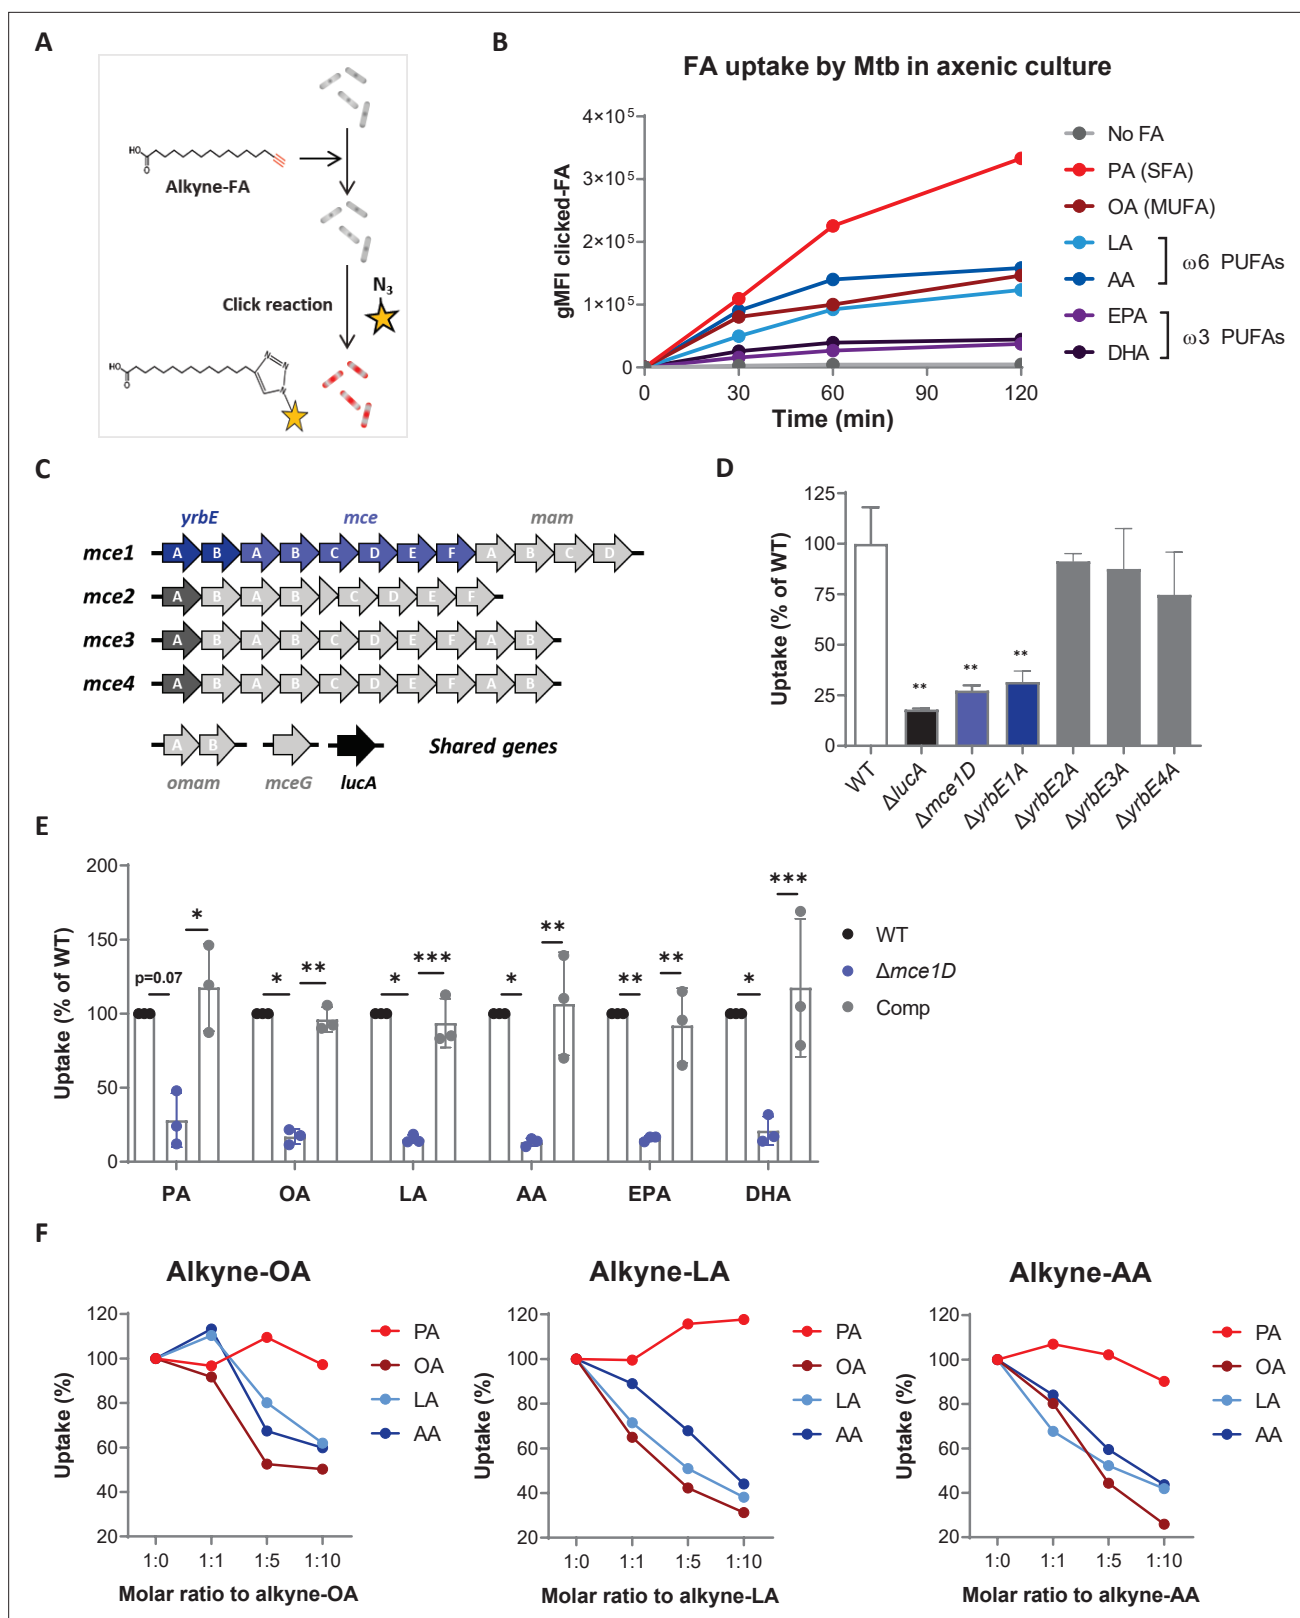 A
HO
O
Alkyne-FA
N3
Click reaction
HO
O
N
N
N
B
FA uptake by Mtb in axenic culture
gMFI clicked-FA
4×10⁵
3×10⁵
2×10⁵
1×10⁵
0
0 30 60 90 120
Time (min)
No FA
PA (SFA)
OA (MUFA)
LA
AA
ω6 PUFAs
EPA
DHA
ω3 PUFAs
C
yrbE mce mam
mce1 A B A B C D E F A B C D
mce2 A B A B C D E F
mce3 A B A B C D E F A B
mce4 A B A B C D E F A B
A B
Shared genes
omam mceG lucA
D
Uptake (% of WT)
125
100
75
50
25
0
** ** **
WT ΔlucA Δmce1D ΔyrbE1A ΔyrbE2A ΔyrbE3A ΔyrbE4A
E
Uptake (% of WT)
200
150
100
50
0
p=0.07 * * ** * *** * ** ** ** * ***
PA OA LA AA EPA DHA
WT
Δmce1D
Comp
F
Alkyne-OA
Uptake (%)
120
100
80
60
40
20
1:0 1:1 1:5 1:10
Molar ratio to alkyne-OA
PA
OA
LA
AA
Alkyne-LA
Uptake (%)
120
100
80
60
40
20
1:0 1:1 1:5 1:10
Molar ratio to alkyne-LA
PA
OA
LA
AA
Alkyne-AA
Uptake (%)
120
100
80
60
40
20
1:0 1:1 1:5 1:10
Molar ratio to alkyne-AA
PA
OA
LA
AA